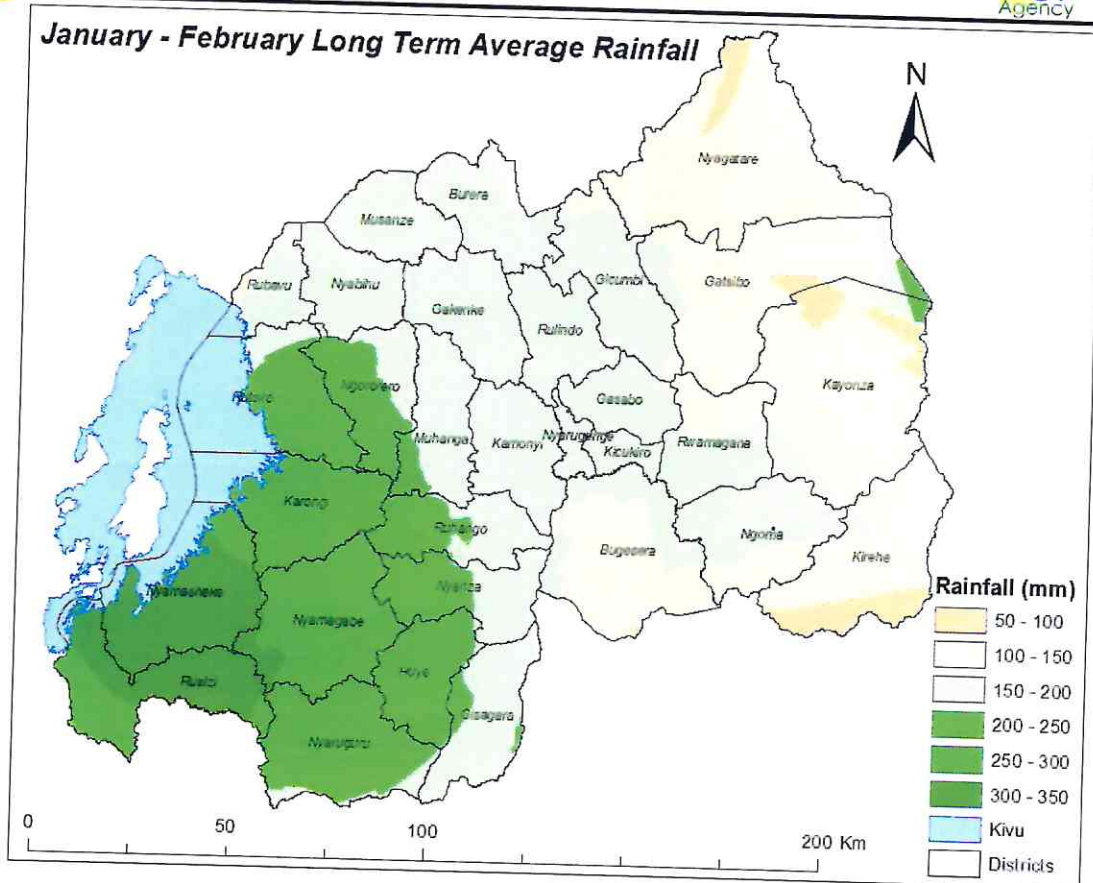 Agency
January - February Long Term Average Rainfall
N
Nyagatare
Burera
Musanze
Gicumbi
Rubavu
Nyabihu
Gatsibo
Gakenke
Rulindo
Rutsiro
Ngororero
Kayonza
Gasabo
Muhanga
Kamonyi
Nyarugenge
Kicukiro
Rwamagana
Karongi
Ruhango
Bugesera
Ngoma
Kirehe
Nyamasheke
Nyanza
Nyamagabe
Rusizi
Huye
Gisagara
Nyaruguru
Rainfall (mm)
50 - 100
100 - 150
150 - 200
200 - 250
250 - 300
300 - 350
Kivu
Districts
0
50
100
200 Km